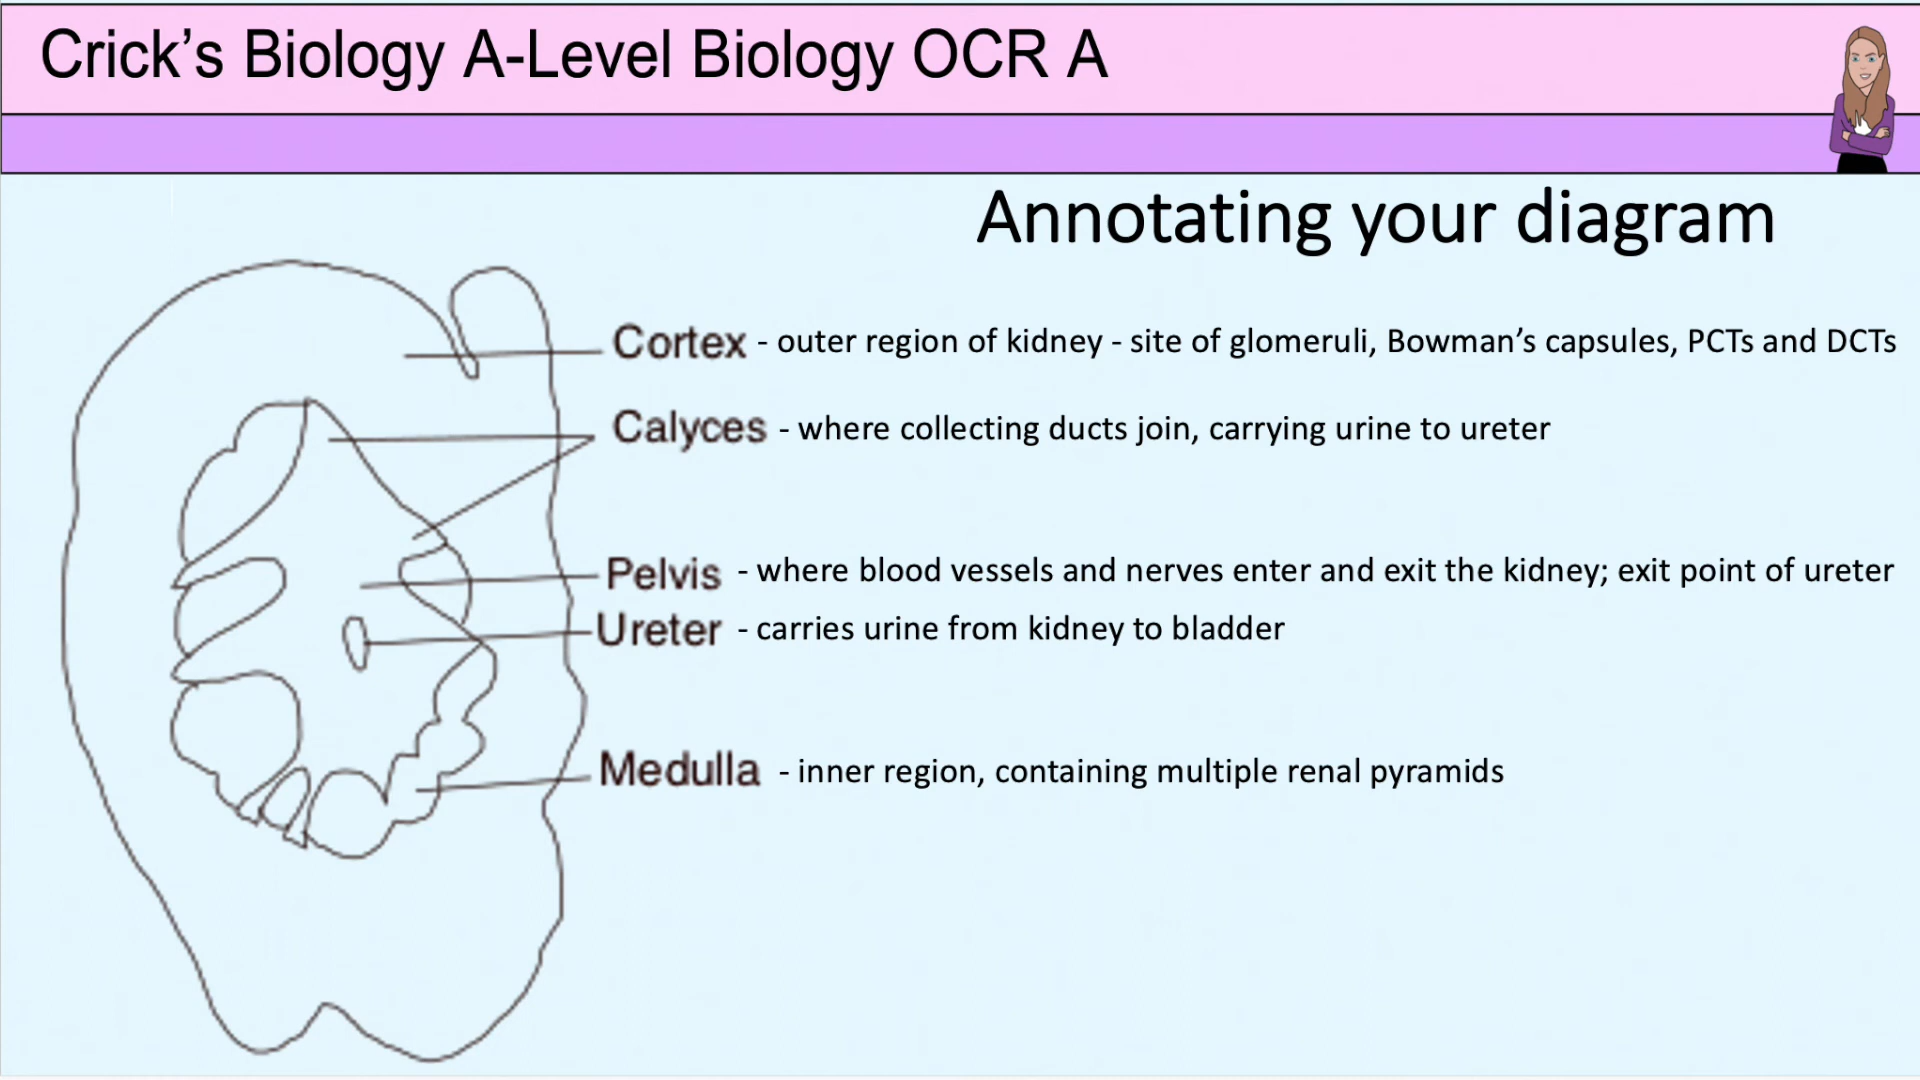 Crick’s Biology A-Level Biology OCR A
Annotating your diagram
Cortex - outer region of kidney - site of glomeruli, Bowman’s capsules, PCTs and DCTs
Calyces - where collecting ducts join, carrying urine to ureter
Pelvis - where blood vessels and nerves enter and exit the kidney; exit point of ureter
Ureter - carries urine from kidney to bladder
Medulla - inner region, containing multiple renal pyramids